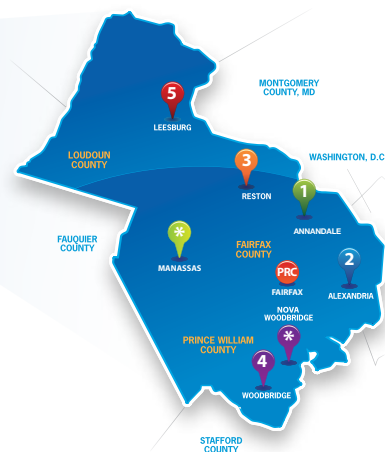 5
LEESBURG
MONTGOMERY
COUNTY, MD
LOUDOUN
COUNTY
3
RESTON
WASHINGTON, D.C
1
ANNANDALE
FAUQUIER
COUNTY
*
MANASSAS
FAIRFAX
COUNTY
PRC
FAIRFAX
2
ALEXANDRIA
NOVA
WOODBRIDGE
*
PRINCE WILLIAM
COUNTY
4
WOODBRIDGE
STAFFORD
COUNTY